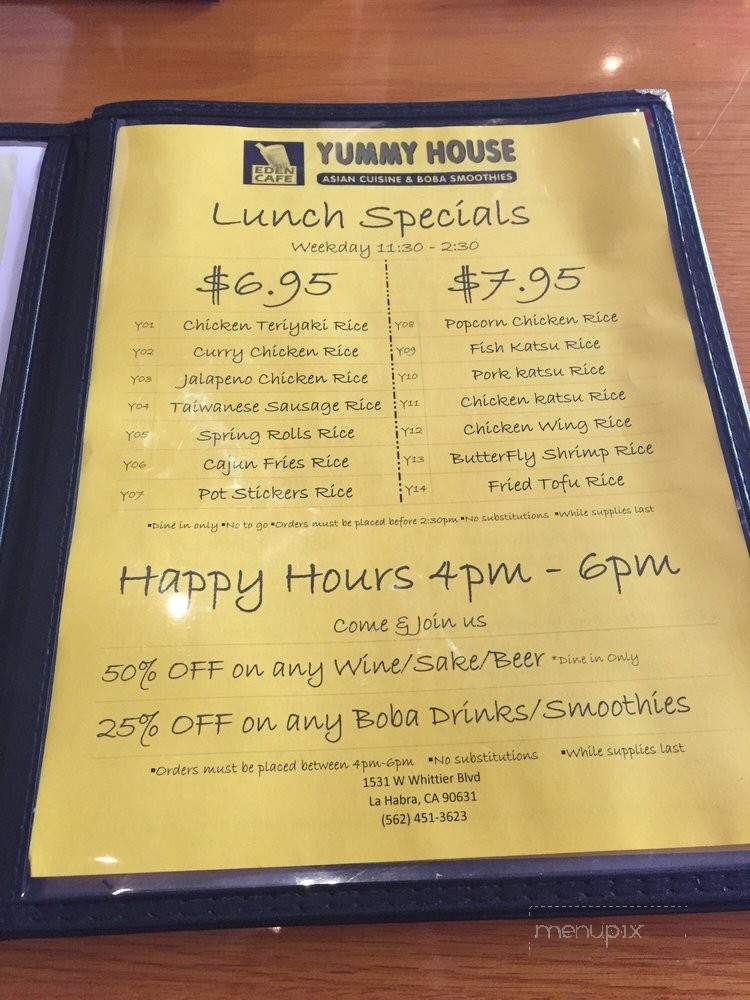 EDEN CAFE
YUMMY HOUSE
ASIAN CUISINE & BOBA SMOOTHIES
Lunch Specials
Weekday 11:30 - 2:30
$6.95
Y01 Chicken Teriyaki Rice
Y02 Curry Chicken Rice
Y03 Jalapeno Chicken Rice
Y04 Taiwanese Sausage Rice
Y05 Spring Rolls Rice
Y06 Cajun Fries Rice
Y07 Pot Stickers Rice
$7.95
Y08 Popcorn Chicken Rice
Y09 Fish Katsu Rice
Y10 Pork katsu Rice
Y11 Chicken katsu Rice
Y12 Chicken Wing Rice
Y13 ButterFly Shrimp Rice
Y14 Fried Tofu Rice
▪Dine in only ▪No to go ▪Orders must be placed before 2:30pm ▪No substitutions ▪While supplies last
Happy Hours 4pm - 6pm
Come & Join us
50% OFF on any Wine/Sake/Beer *Dine in Only
25% OFF on any Boba Drinks/Smoothies
▪Orders must be placed between 4pm-6pm ▪No substitutions ▪While supplies last
1531 W Whittier Blvd
La Habra, CA 90631
(562) 451-3623
menupix